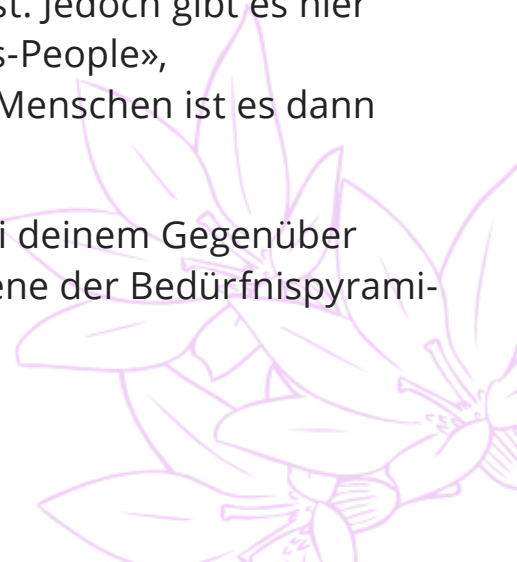 st. Jedoch gibt es hier
s-People»,
Menschen ist es dann
i deinem Gegenüber
ene der Bedürfnispyrami-